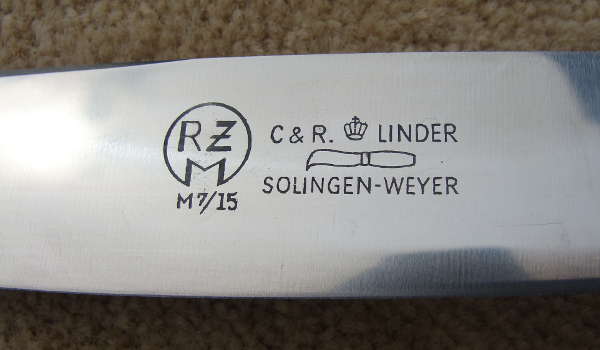 RZM
M7/15
C & R. LINDER
SOLINGEN-WEYER